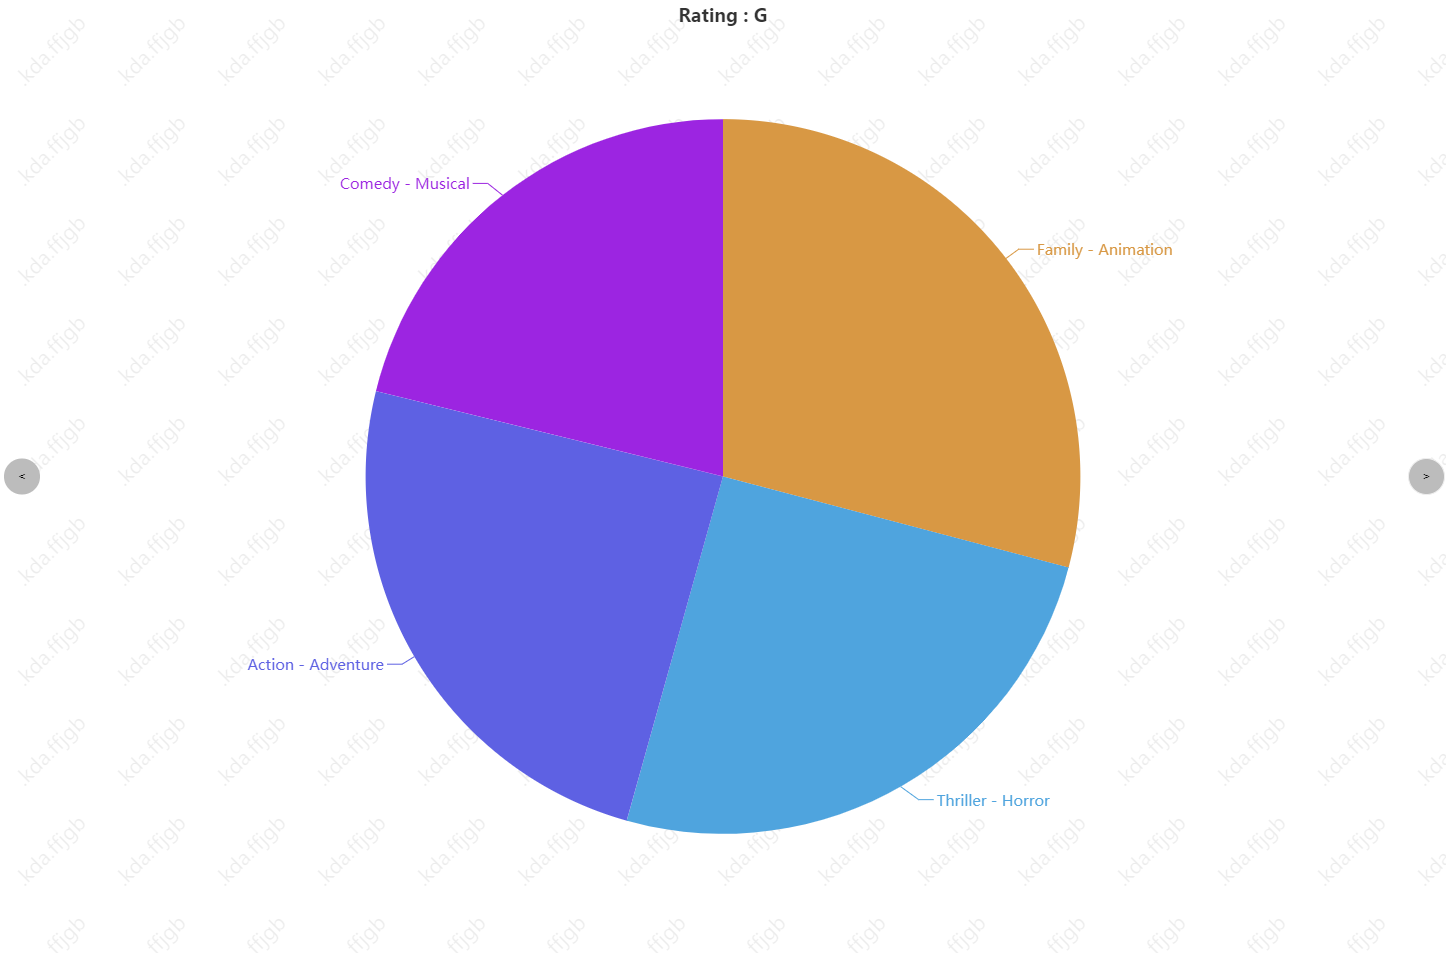 Rating : G
Comedy - Musical
Family - Animation
<
>
Action - Adventure
Thriller - Horror